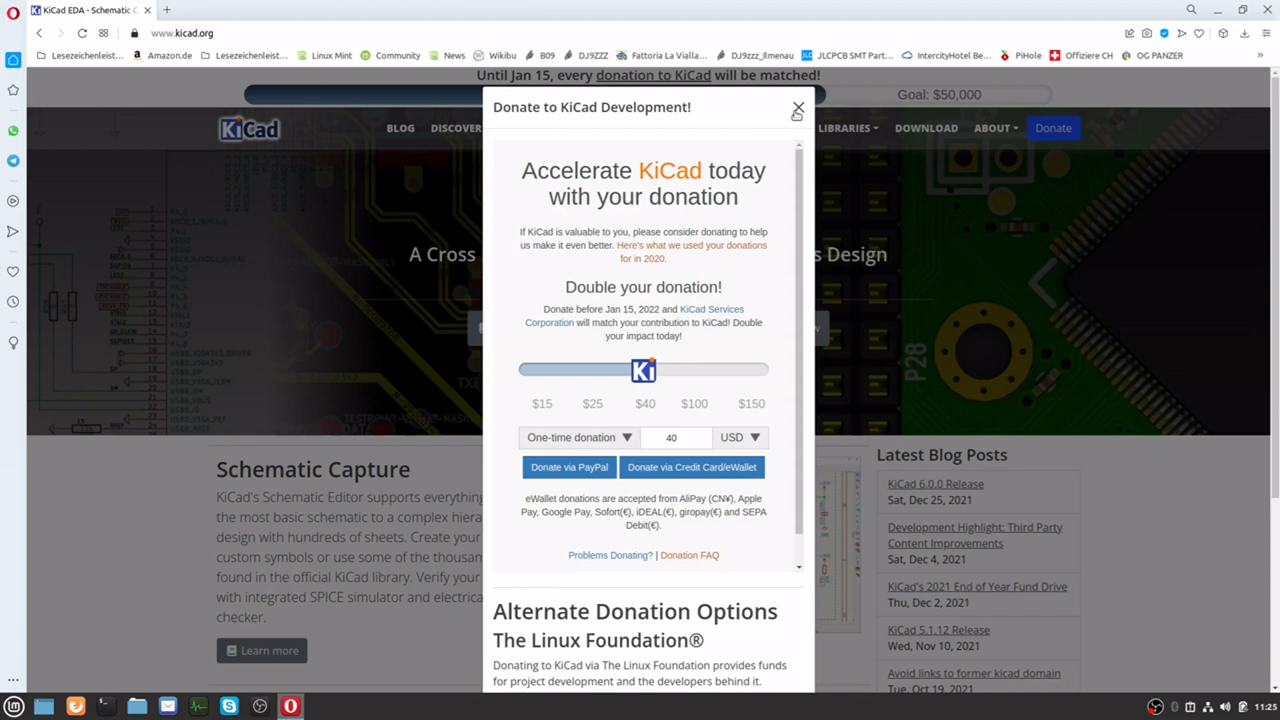 KiCad EDA - Schematic C
www.kicad.org
Lesezeichenleist... Amazon.de Lesezeichenleist... Linux Mint Community News Wikibu B09 DJ9ZZZ Fattoria La Vialla... DJ9zzz_Ilmenau JLCPCB SMT Part... IntercityHotel Be... PiHole Offiziere CH OG PANZER
Until Jan 15, every donation to KiCad will be matched!
Goal: $50,000
Donate to KiCad Development!
KiCad BLOG DISCOVER LIBRARIES DOWNLOAD ABOUT Donate
Accelerate KiCad today
with your donation
If KiCad is valuable to you, please consider donating to help
us make it even better. Here's what we used your donations
for in 2020.
A Cross
s Design
Double your donation!
Donate before Jan 15, 2022 and KiCad Services
Corporation will match your contribution to KiCad! Double
your impact today!
P28
Ki
$15 $25 $40 $100 $150
One-time donation 40 USD
Donate via PayPal Donate via Credit Card/eWallet
eWallet donations are accepted from AliPay (CN¥), Apple
Pay, Google Pay, Sofort(€), iDEAL(€), giropay(€) and SEPA
Debit(€).
Problems Donating? | Donation FAQ
Alternate Donation Options
The Linux Foundation®
Donating to KiCad via The Linux Foundation provides funds
for project development and the developers behind it.
Schematic Capture
KiCad's Schematic Editor supports everything
the most basic schematic to a complex hiera
design with hundreds of sheets. Create your
custom symbols or use some of the thousan
found in the official KiCad library. Verify your
with integrated SPICE simulator and electrica
checker.
Learn more
Latest Blog Posts
KiCad 6.0.0 Release
Sat, Dec 25, 2021
Development Highlight: Third Party
Content Improvements
Sat, Dec 4, 2021
KiCad's 2021 End of Year Fund Drive
Thu, Dec 2, 2021
KiCad 5.1.12 Release
Wed, Nov 10, 2021
Avoid links to former kicad domain
Tue, Oct 19, 2021
11:25